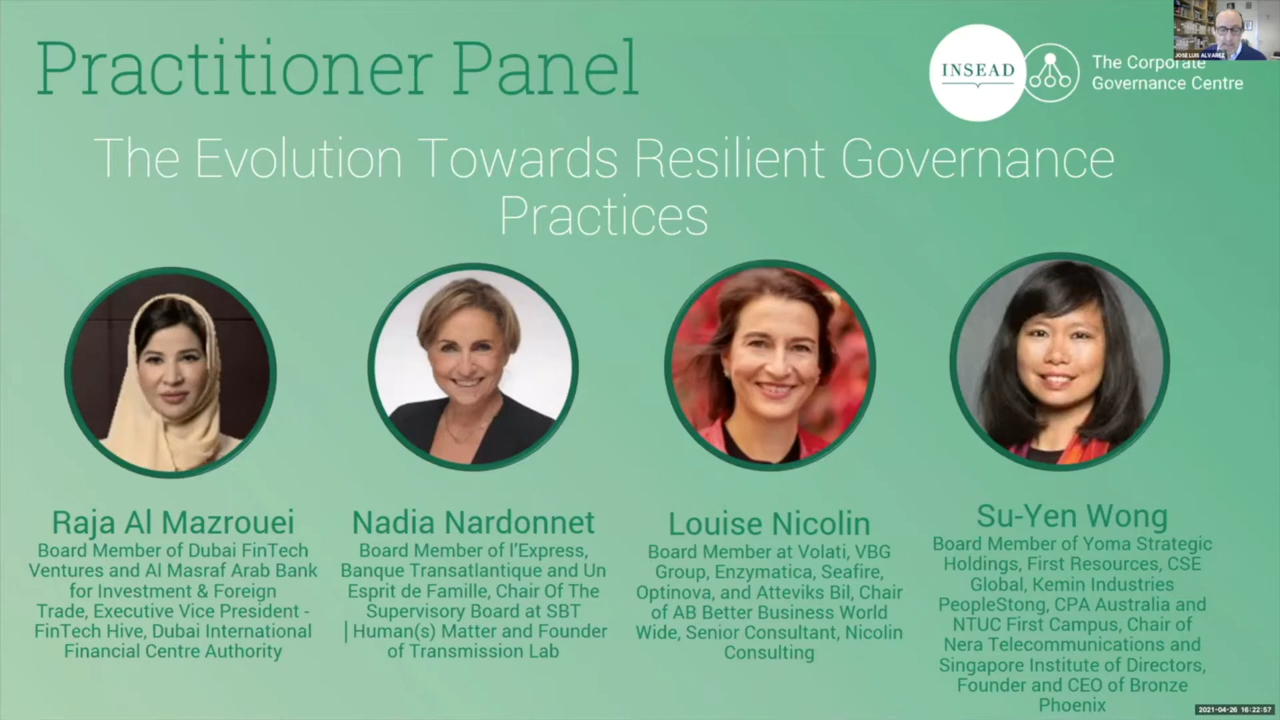 Practitioner Panel
INSEAD
The Corporate
Governance Centre
JOSE LUIS ALVAREZ
The Evolution Towards Resilient Governance
Practices
Raja Al Mazrouei
Board Member of Dubai FinTech
Ventures and Al Masraf Arab Bank
for Investment & Foreign
Trade, Executive Vice President -
FinTech Hive, Dubai International
Financial Centre Authority
Nadia Nardonnet
Board Member of l'Express,
Banque Transatlantique and Un
Esprit de Famille, Chair Of The
Supervisory Board at SBT
|Human(s) Matter and Founder
of Transmission Lab
Louise Nicolin
Board Member at Volati, VBG
Group, Enzymatica, Seafire,
Optinova, and Atteviks Bil, Chair
of AB Better Business World
Wide, Senior Consultant, Nicolin
Consulting
Su-Yen Wong
Board Member of Yoma Strategic
Holdings, First Resources, CSE
Global, Kemin Industries
PeopleStong, CPA Australia and
NTUC First Campus, Chair of
Nera Telecommunications and
Singapore Institute of Directors,
Founder and CEO of Bronze
Phoenix
2021-04-26 16:22:57